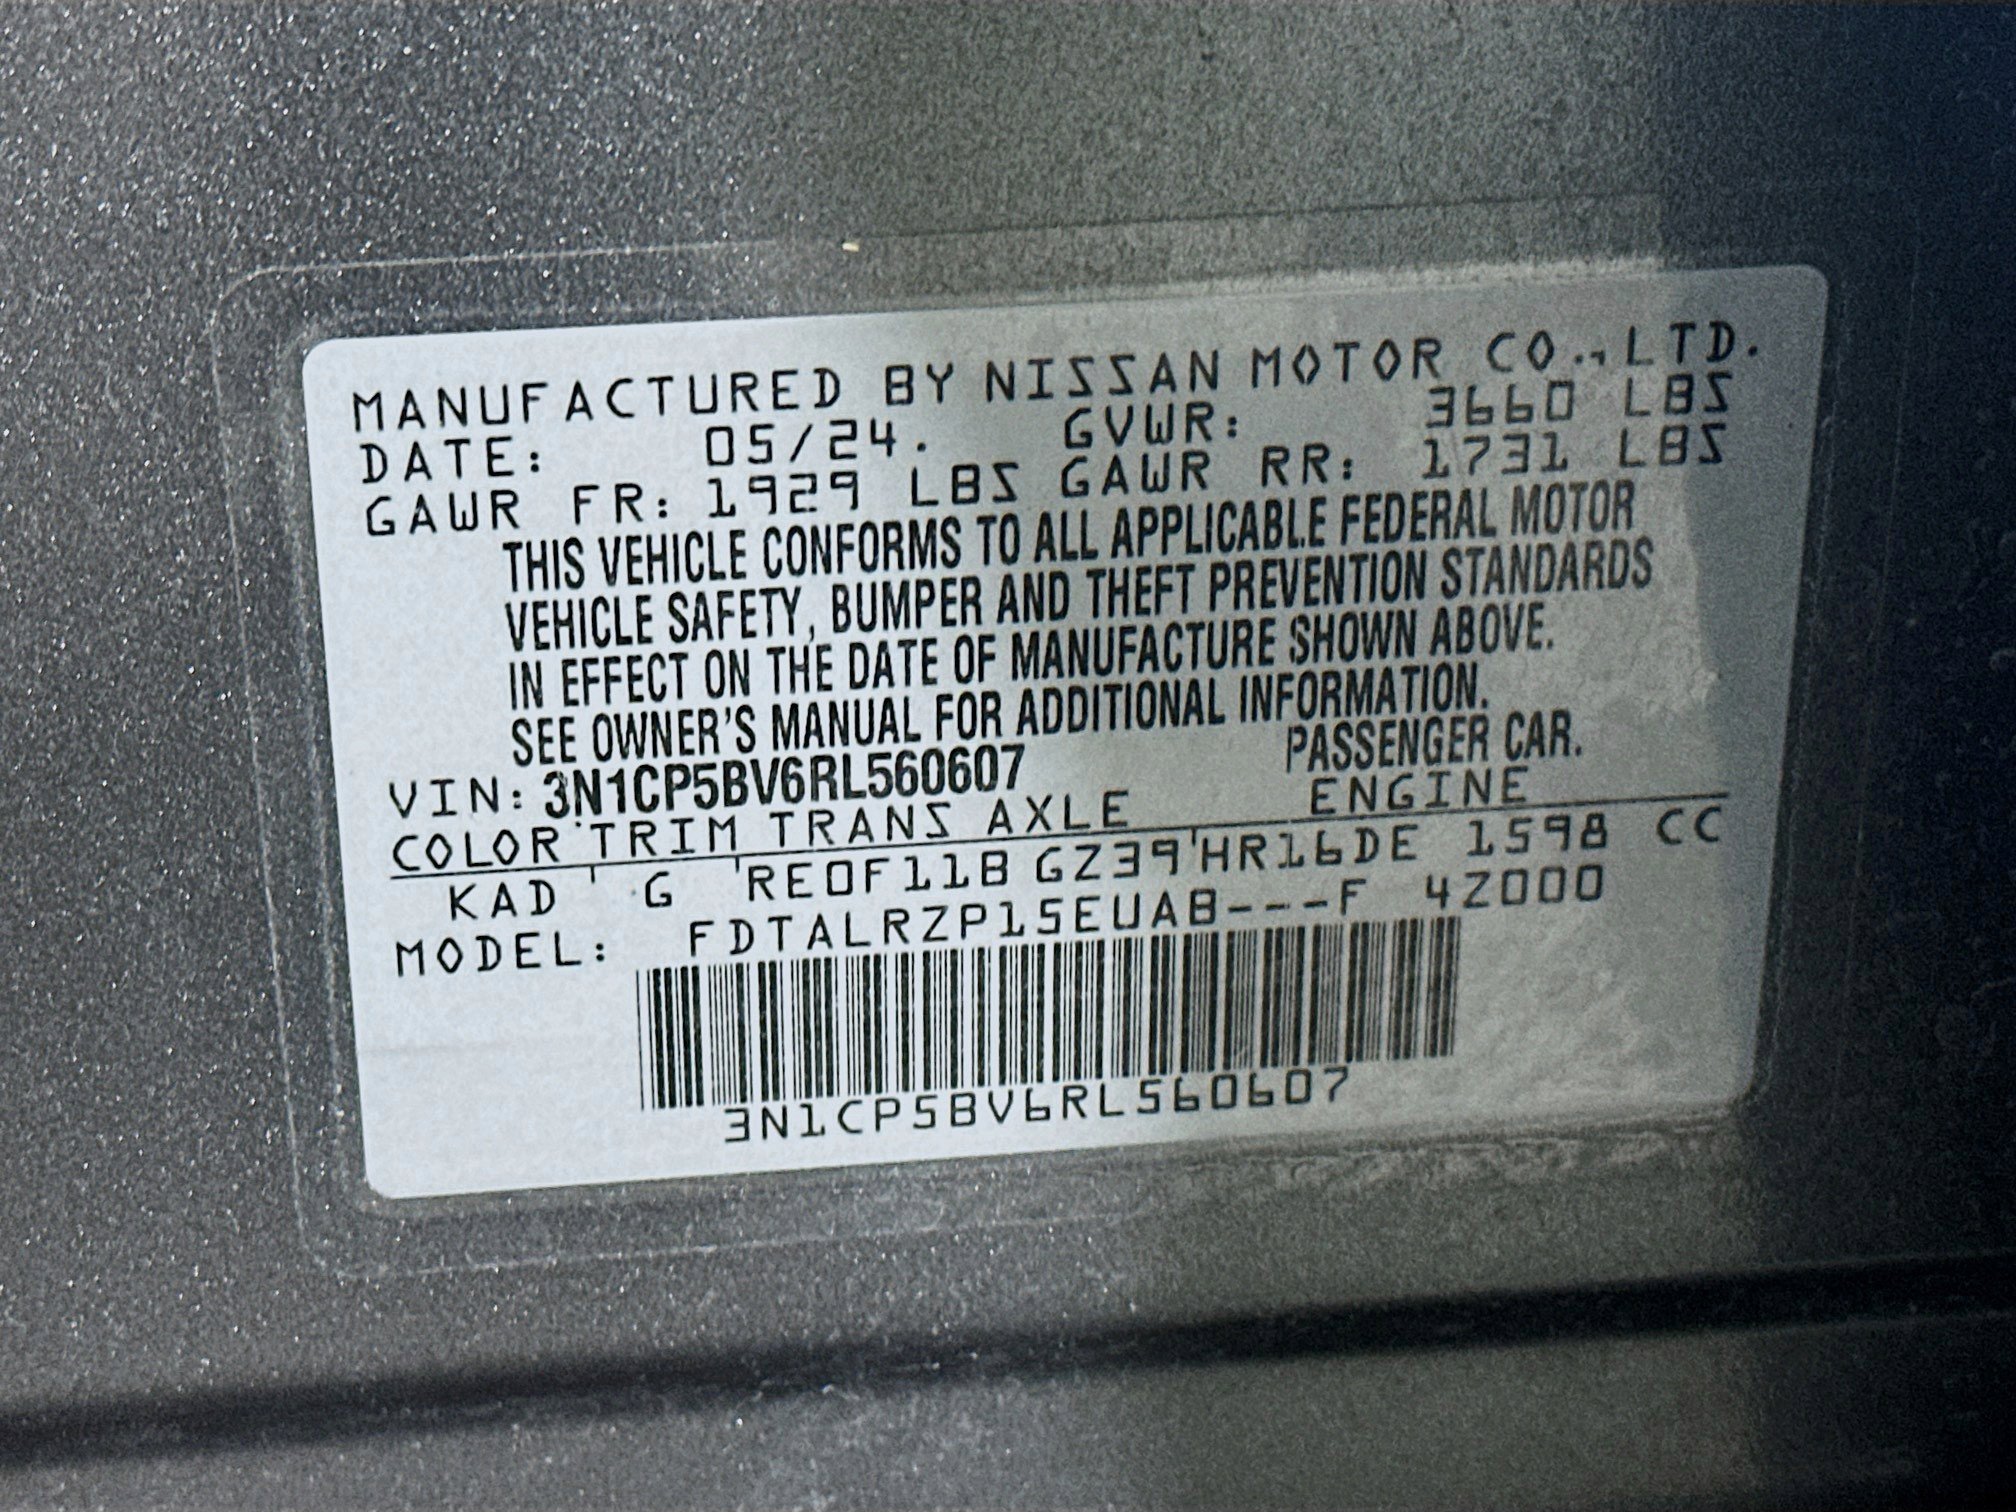 MANUFACTURED BY NISSAN MOTOR CO.,LTD.
DATE: 05/24. GVWR: 3660 LBS
GAWR FR: 1929 LBS GAWR RR: 1731 LBS
THIS VEHICLE CONFORMS TO ALL APPLICABLE FEDERAL MOTOR
VEHICLE SAFETY, BUMPER AND THEFT PREVENTION STANDARDS
IN EFFECT ON THE DATE OF MANUFACTURE SHOWN ABOVE.
SEE OWNER'S MANUAL FOR ADDITIONAL INFORMATION.
VIN: 3N1CP5BV6RL560607 PASSENGER CAR.
COLOR TRIM TRANS AXLE ENGINE
KAD G RE0F11B GZ39 HR16DE 1598 CC
MODEL: FDTALRZP15EUAB---F 4Z000
3N1CP5BV6RL560607